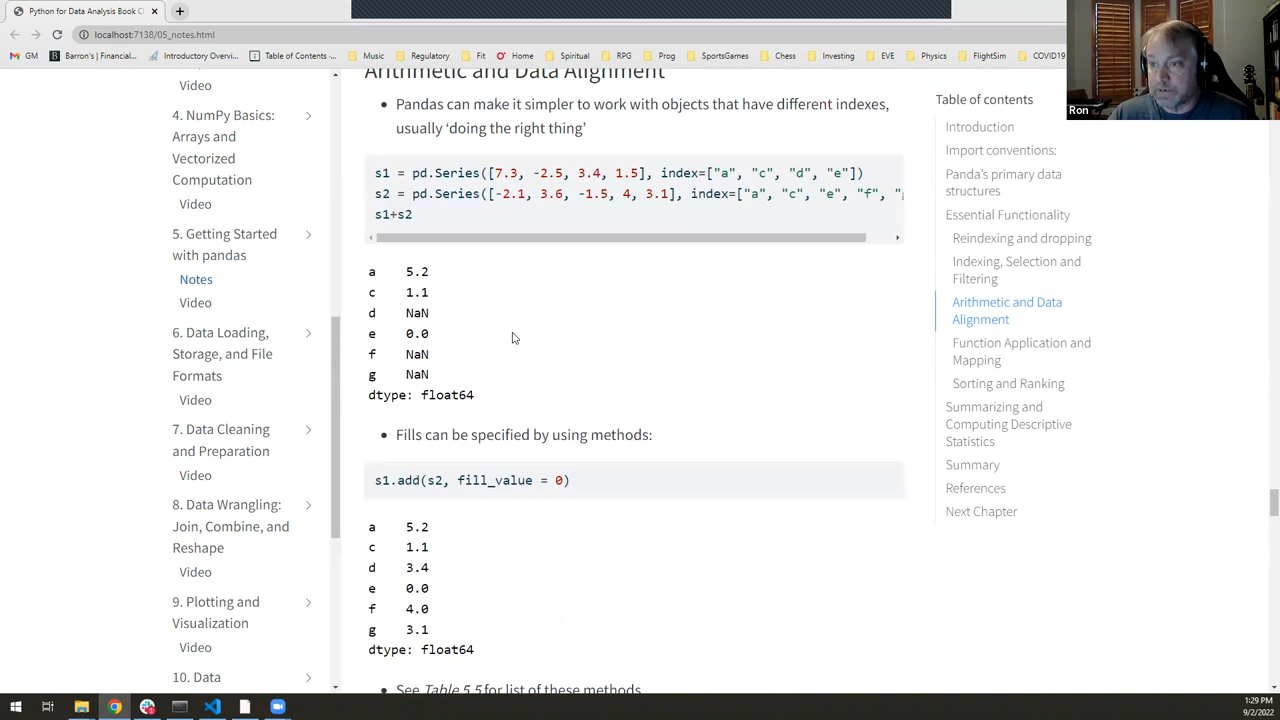 Python for Data Analysis Book Cl
localhost:7138/05_notes.html
GM
Barron's | Financial...
Introductory
Table of Contents...
Music
Home
RPG
SportsGames
Chess
EVE
Physics
FlightSim
COVID19
Ron
Video
4. NumPy Basics:
Arrays and
Vectorized
Computation
Video
5. Getting Started
with pandas
Notes
Video
6. Data Loading,
Storage, and File
Formats
Video
7. Data Cleaning
and Preparation
Video
8. Data Wrangling:
Join, Combine, and
Reshape
Video
9. Plotting and
Visualization
Video
10. Data
Arithmetic and Data Alignment
• Pandas can make it simpler to work with objects that have different indexes,
usually ‘doing the right thing’
s1 = pd.Series([7.3, -2.5, 3.4, 1.5], index=["a", "c", "d", "e"])
s2 = pd.Series([-2.1, 3.6, -1.5, 4, 3.1], index=["a", "c", "e", "f", "
s1+s2
a 5.2
c 1.1
d NaN
e 0.0
f NaN
g NaN
dtype: float64
• Fills can be specified by using methods:
s1.add(s2, fill_value = 0)
a 5.2
c 1.1
d 3.4
e 0.0
f 4.0
g 3.1
dtype: float64
• See Table 5.5 for list of these methods
Table of contents
Introduction
Import conventions:
Panda’s primary data
structures
Essential Functionality
Reindexing and dropping
Indexing, Selection and
Filtering
Arithmetic and Data
Alignment
Function Application and
Mapping
Sorting and Ranking
Summarizing and
Computing Descriptive
Statistics
Summary
References
Next Chapter
1:29 PM
9/2/2022